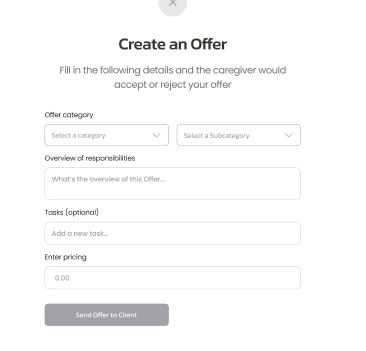 Create an Offer
Fill in the following details and the caregiver would
accept or reject your offer
Offer category
Select a category
Select a Subcategory
Overview of responsibilities
What's the overview of this Offer...
Tasks (optional)
Add a new task...
Enter pricing
0.00
Send Offer to Client